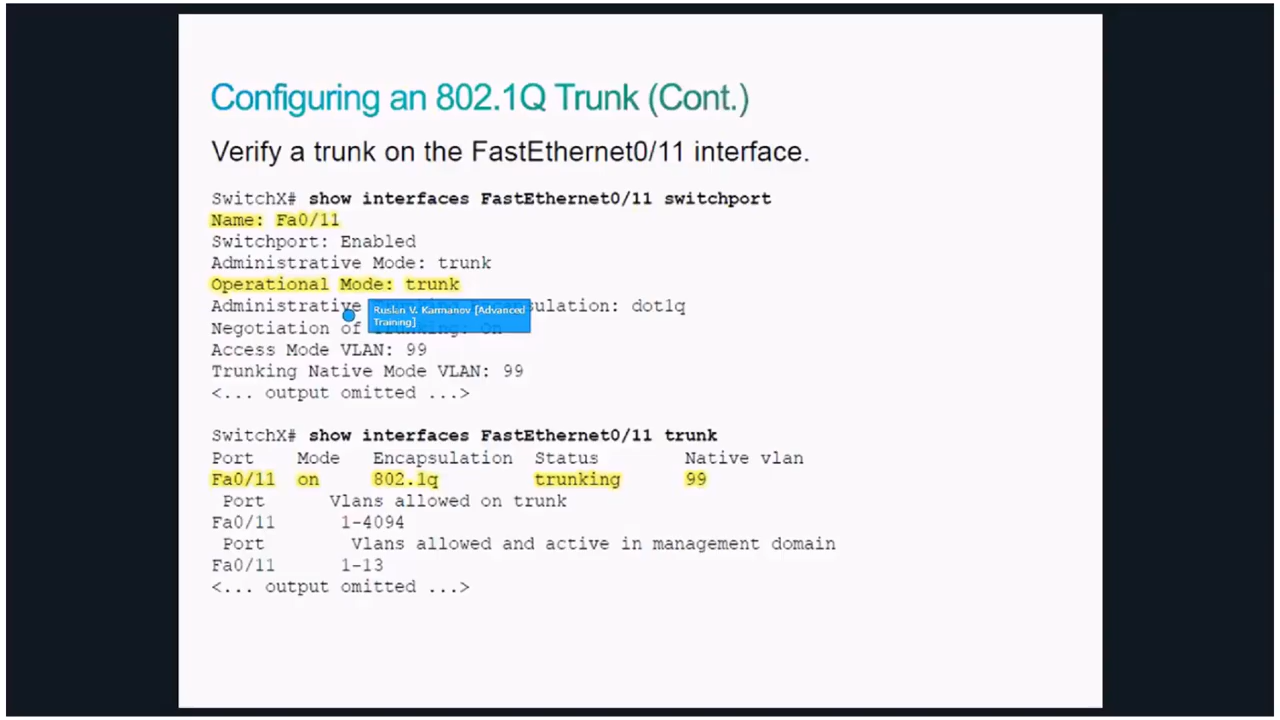 Configuring an 802.1Q Trunk (Cont.)
Verify a trunk on the FastEthernet0/11 interface.
SwitchX# show interfaces FastEthernet0/11 switchport
Name: Fa0/11
Switchport: Enabled
Administrative Mode: trunk
Operational Mode: trunk
Administrative sulation: dot1q
Ruslan V. Karmanov [Advanced
Training]
Negotiation of
Access Mode VLAN: 99
Trunking Native Mode VLAN: 99
<... output omitted ...>
SwitchX# show interfaces FastEthernet0/11 trunk
Port Mode Encapsulation Status Native vlan
Fa0/11 on 802.1q trunking 99
Port Vlans allowed on trunk
Fa0/11 1-4094
Port Vlans allowed and active in management domain
Fa0/11 1-13
<... output omitted ...>